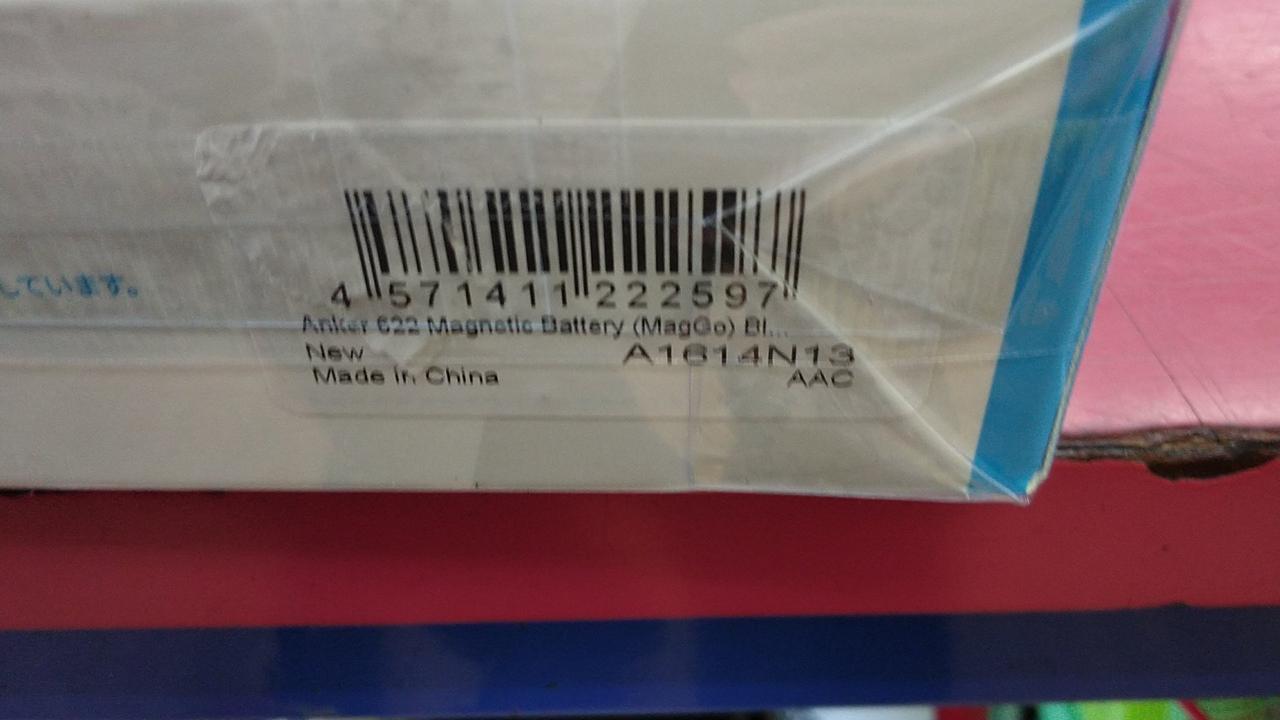 しています。
4 571411 222597
Anker 622 Magnetic Battery (MagGo) Bl...
New A1614N13
Made in China AAC